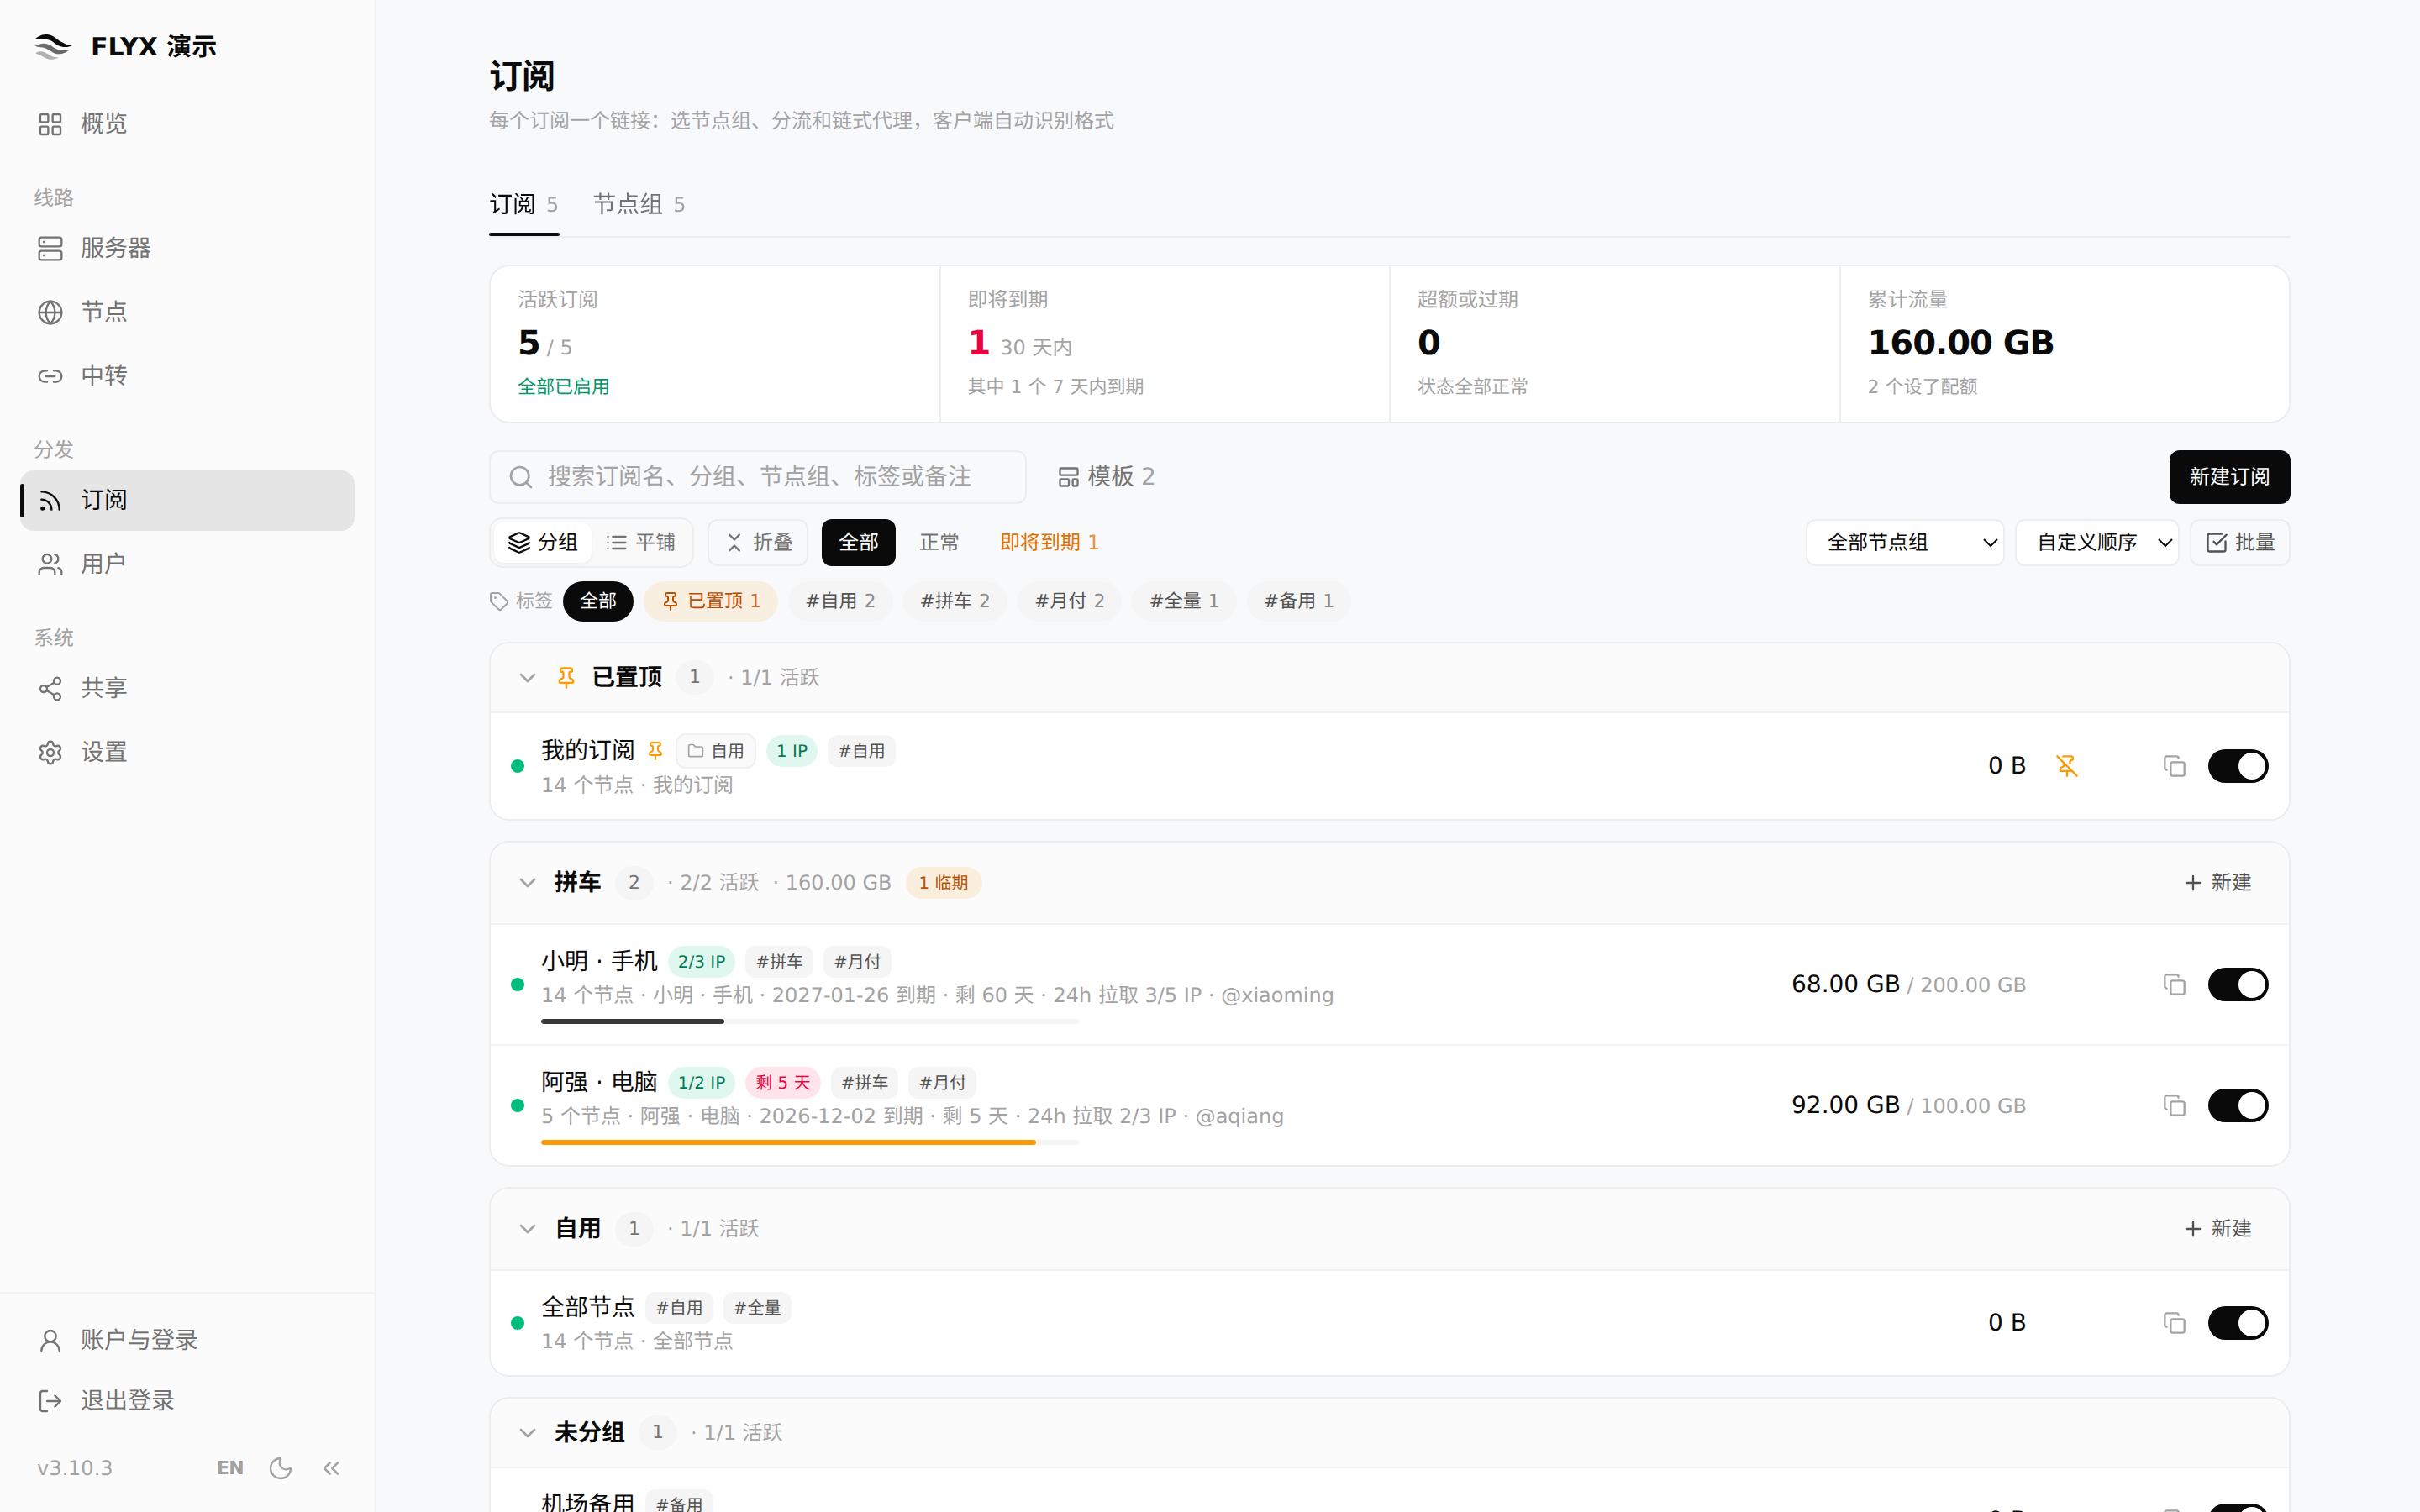 FLYX 演示
概览
线路
服务器
节点
中转
分发
订阅
用户
系统
共享
设置
账户与登录
退出登录
v3.10.3 EN
订阅
每个订阅一个链接：选节点组、分流和链式代理，客户端自动识别格式
订阅 5 节点组 5
活跃订阅
5 / 5
全部已启用
即将到期
1 30 天内
其中 1 个 7 天内到期
超额或过期
0
状态全部正常
累计流量
160.00 GB
2 个设了配额
搜索订阅名、分组、节点组、标签或备注 模板 2 新建订阅
分组 平铺 折叠 全部 正常 即将到期 1 全部节点组 自定义顺序 批量
标签 全部 已置顶 1 #自用 2 #拼车 2 #月付 2 #全量 1 #备用 1
已置顶 1 · 1/1 活跃
我的订阅 自用 1 IP #自用
14 个节点 · 我的订阅
0 B
拼车 2 · 2/2 活跃 · 160.00 GB 1 临期 新建
小明 · 手机 2/3 IP #拼车 #月付
14 个节点 · 小明 · 手机 · 2027-01-26 到期 · 剩 60 天 · 24h 拉取 3/5 IP · @xiaoming
68.00 GB / 200.00 GB
阿强 · 电脑 1/2 IP 剩 5 天 #拼车 #月付
5 个节点 · 阿强 · 电脑 · 2026-12-02 到期 · 剩 5 天 · 24h 拉取 2/3 IP · @aqiang
92.00 GB / 100.00 GB
自用 1 · 1/1 活跃 新建
全部节点 #自用 #全量
14 个节点 · 全部节点
0 B
未分组 1 · 1/1 活跃
机场备用 #备用